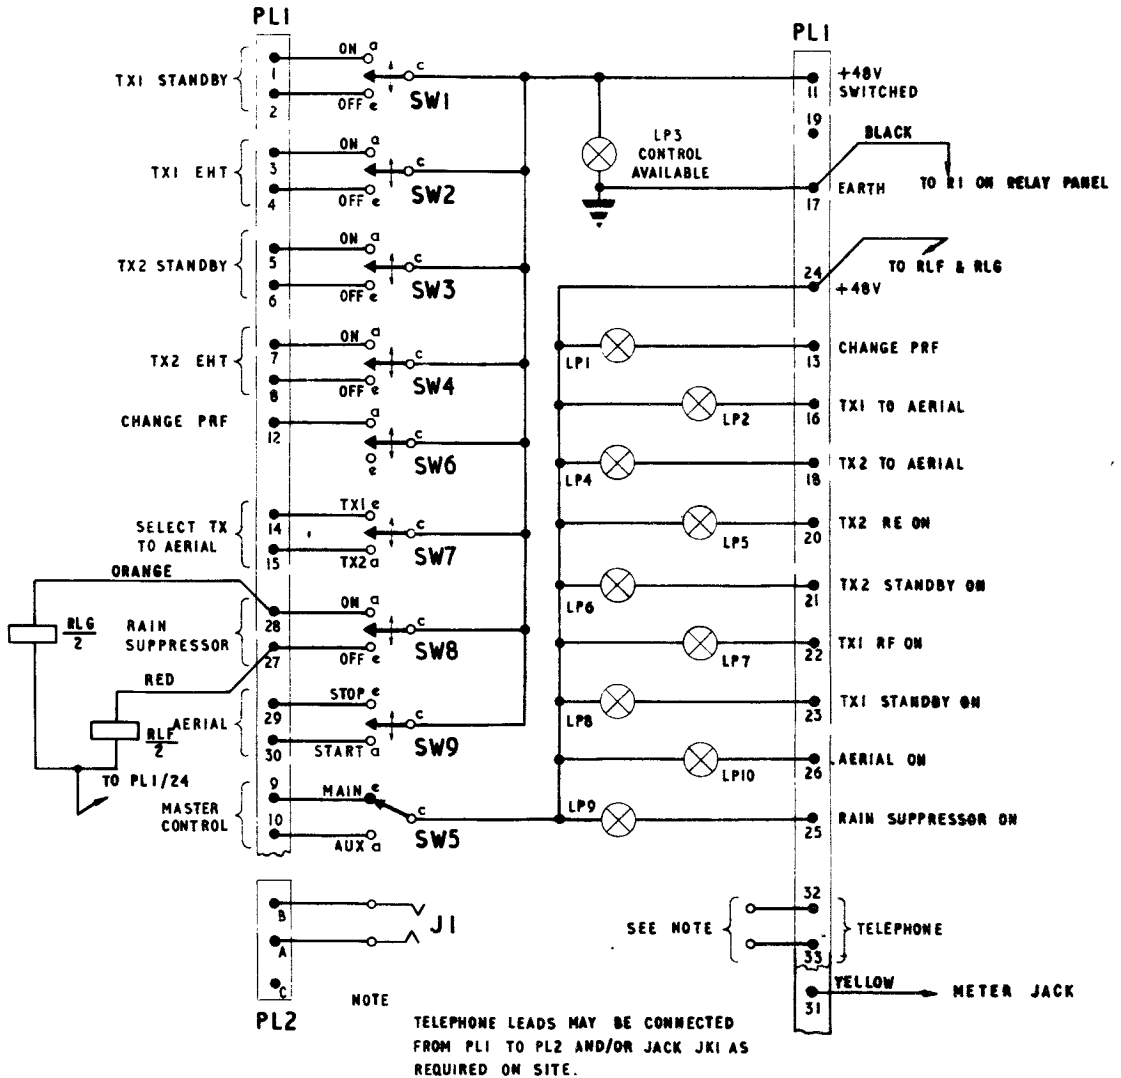 PL1
TX1 STANDBY
1
2
ON a
OFF e
c
SW1
TX1 EHT
3
4
ON a
OFF e
c
SW2
TX2 STANDBY
5
6
ON a
OFF e
c
SW3
TX2 EHT
7
8
ON a
OFF e
c
SW4
CHANGE PRF
12
a
e
c
SW6
SELECT TX
TO AERIAL
14
15
TX1 e
TX2 a
c
SW7
ORANGE
RLG
2
RAIN
SUPPRESSOR
28
27
ON a
OFF e
c
SW8
RED
RLF
2
AERIAL
29
30
STOP e
START a
c
SW9
TO PL1/24
MASTER
CONTROL
9
10
MAIN e
AUX a
c
SW5
B
A
C
J1
PL2
PL1
+48V
SWITCHED
11
19
LP3
CONTROL
AVAILABLE
BLACK
EARTH
17
TO R1 ON RELAY PANEL
24
+48V
TO RLF & RLG
LP1
13
CHANGE PRF
LP2
16
TX1 TO AERIAL
LP4
18
TX2 TO AERIAL
LP5
20
TX2 RE ON
LP6
21
TX2 STANDBY ON
LP7
22
TX1 RF ON
LP8
23
TX1 STANDBY ON
LP10
26
AERIAL ON
LP9
25
RAIN SUPPRESSOR ON
32
33
SEE NOTE
TELEPHONE
YELLOW
31
METER JACK
NOTE
TELEPHONE LEADS MAY BE CONNECTED
FROM PL1 TO PL2 AND/OR JACK JK1 AS
REQUIRED ON SITE.